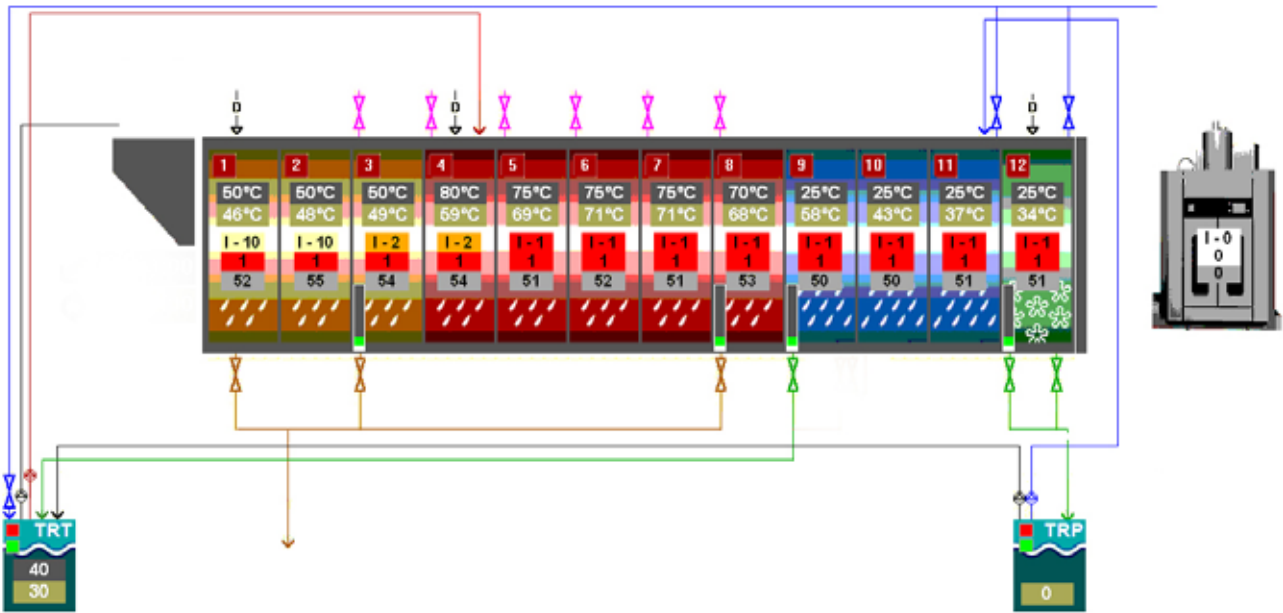 D D D
1 2 3 4 5 6 7 8 9 10 11 12
50°C 50°C 50°C 80°C 75°C 75°C 75°C 70°C 25°C 25°C 25°C 25°C
46°C 48°C 49°C 59°C 69°C 71°C 71°C 68°C 58°C 43°C 37°C 34°C
I - 10 I - 10 I - 2 I - 2 I - 1 I - 1 I - 1 I - 1 I - 1 I - 1 I - 1 I - 1 I - 0
1 1 1 1 1 1 1 1 1 1 1 1 0
52 55 54 54 51 52 51 53 50 50 51 51 0
TRT TRP
40
30 0